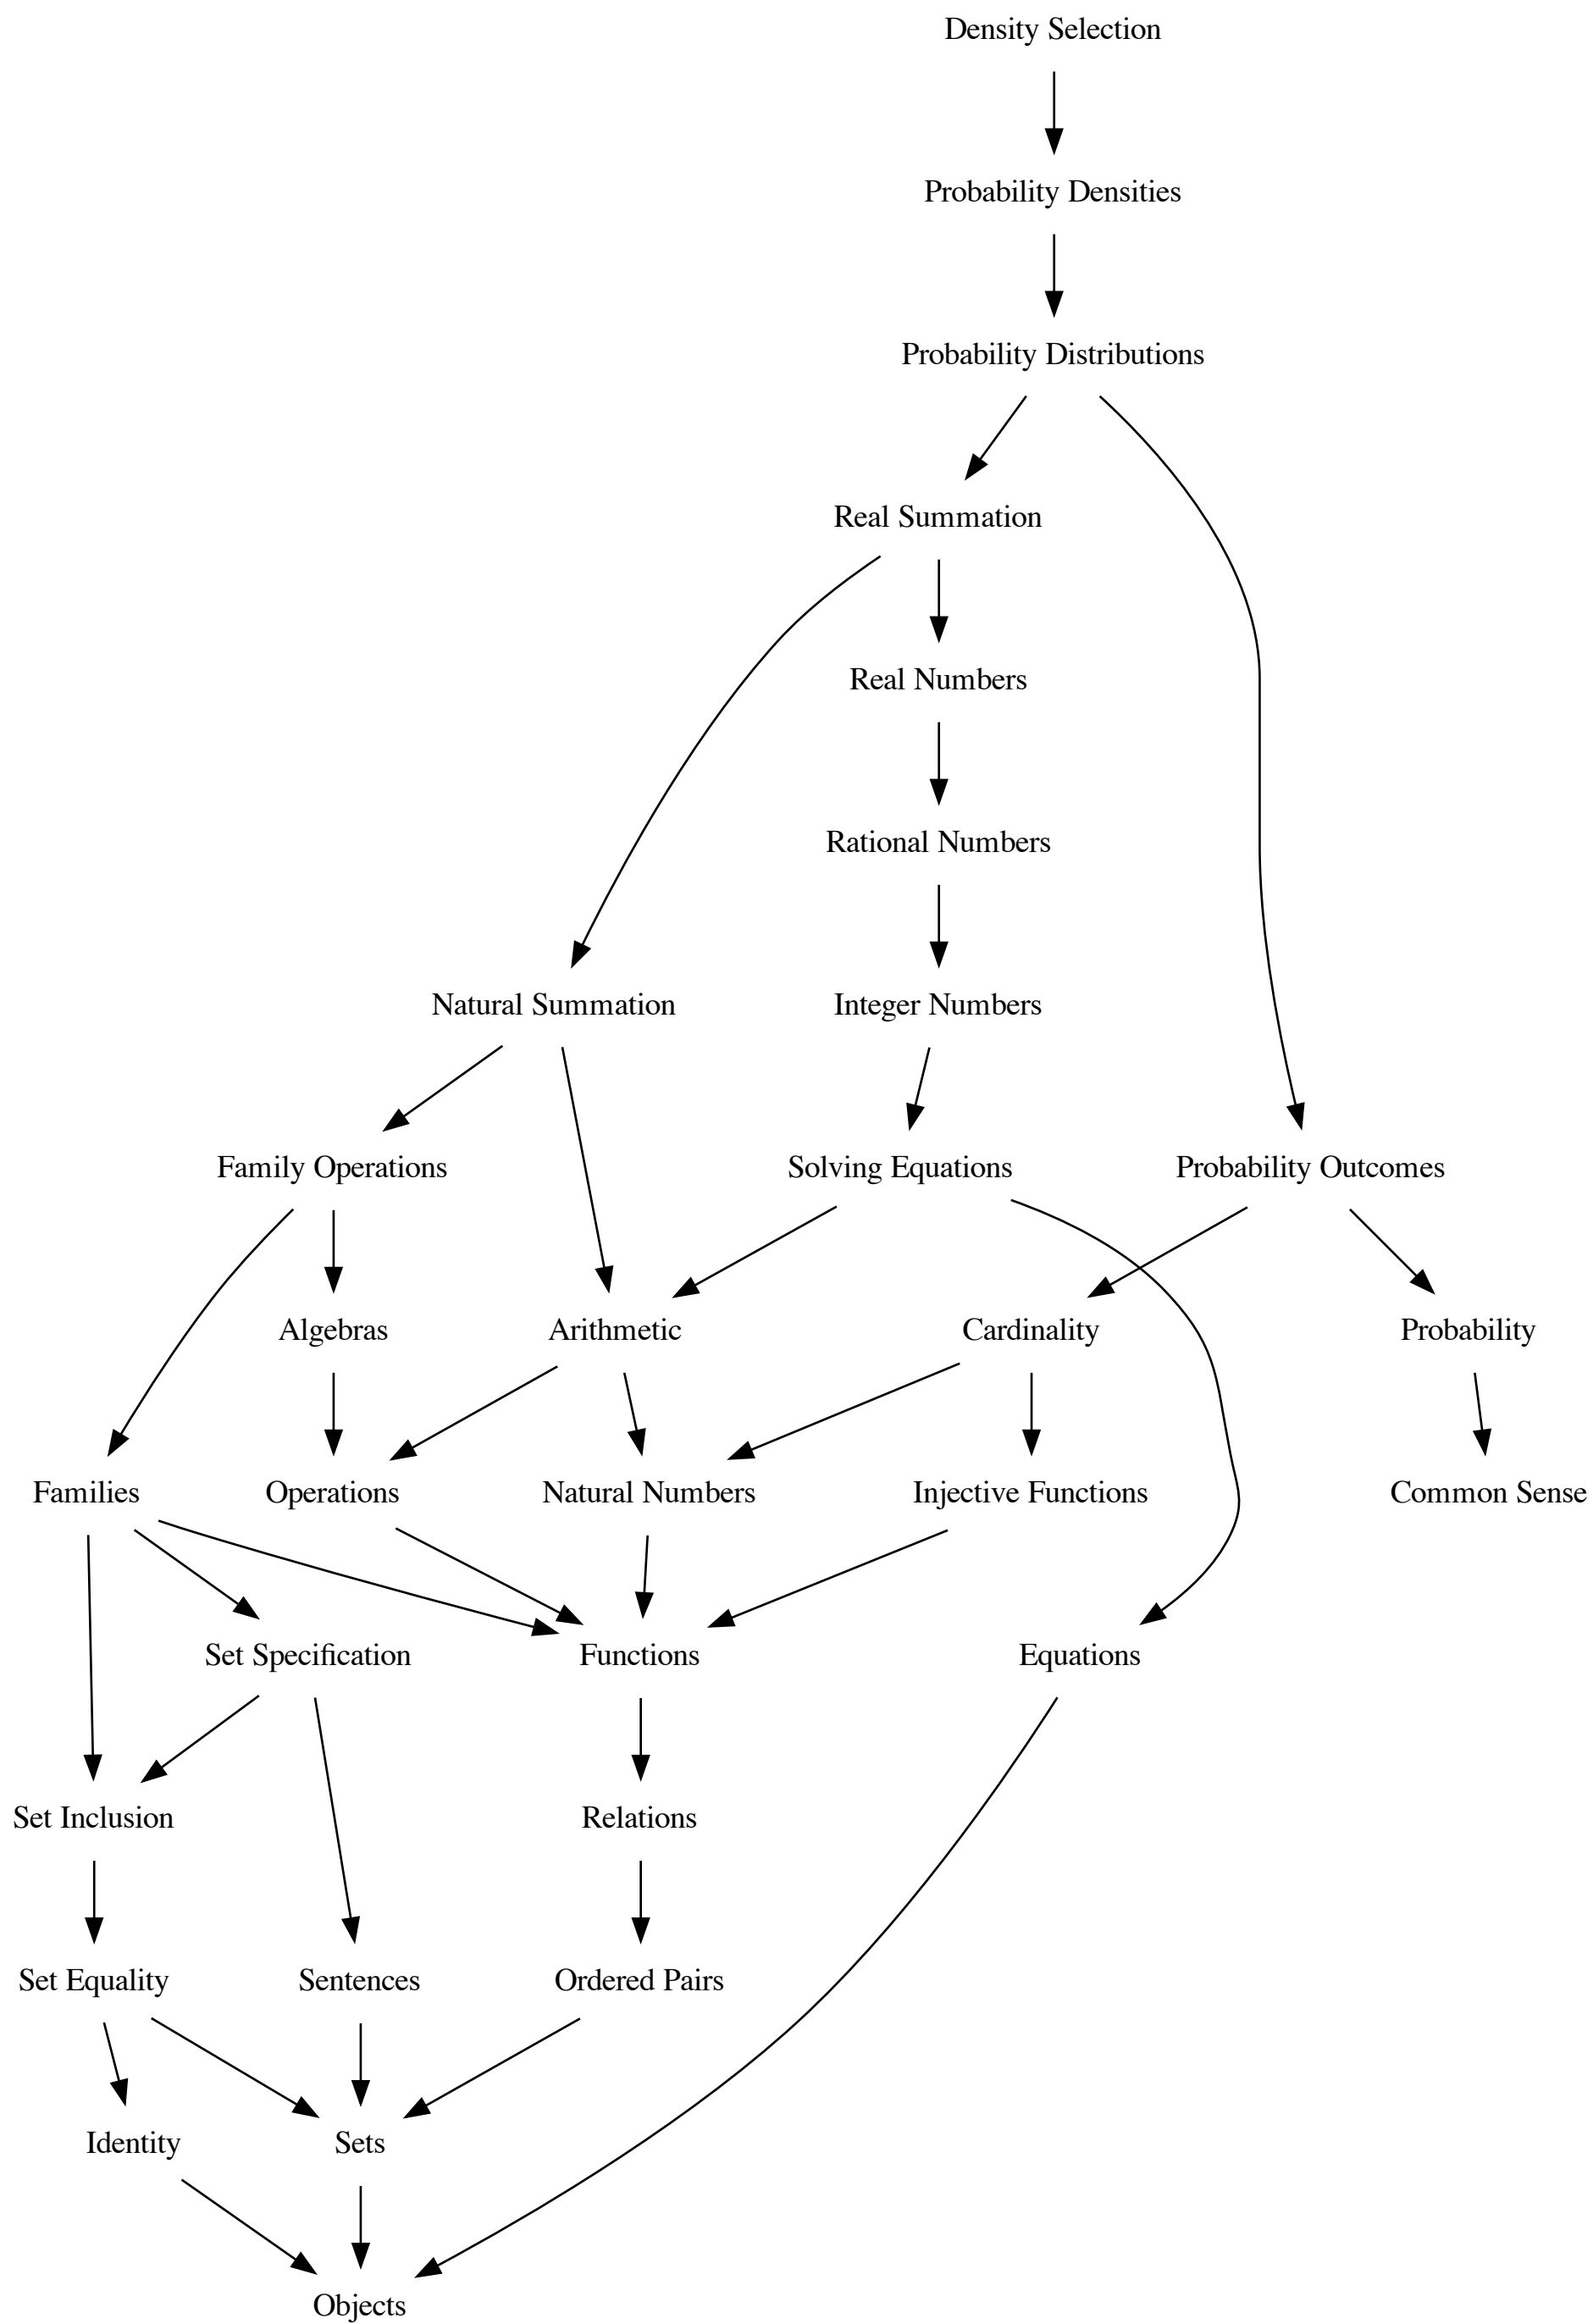 Density Selection
Probability Densities
Probability Distributions
Real Summation
Real Numbers
Rational Numbers
Natural Summation
Integer Numbers
Family Operations
Solving Equations
Probability Outcomes
Algebras
Arithmetic
Cardinality
Probability
Families
Operations
Natural Numbers
Injective Functions
Common Sense
Set Specification
Functions
Equations
Set Inclusion
Relations
Set Equality
Sentences
Ordered Pairs
Identity
Sets
Objects